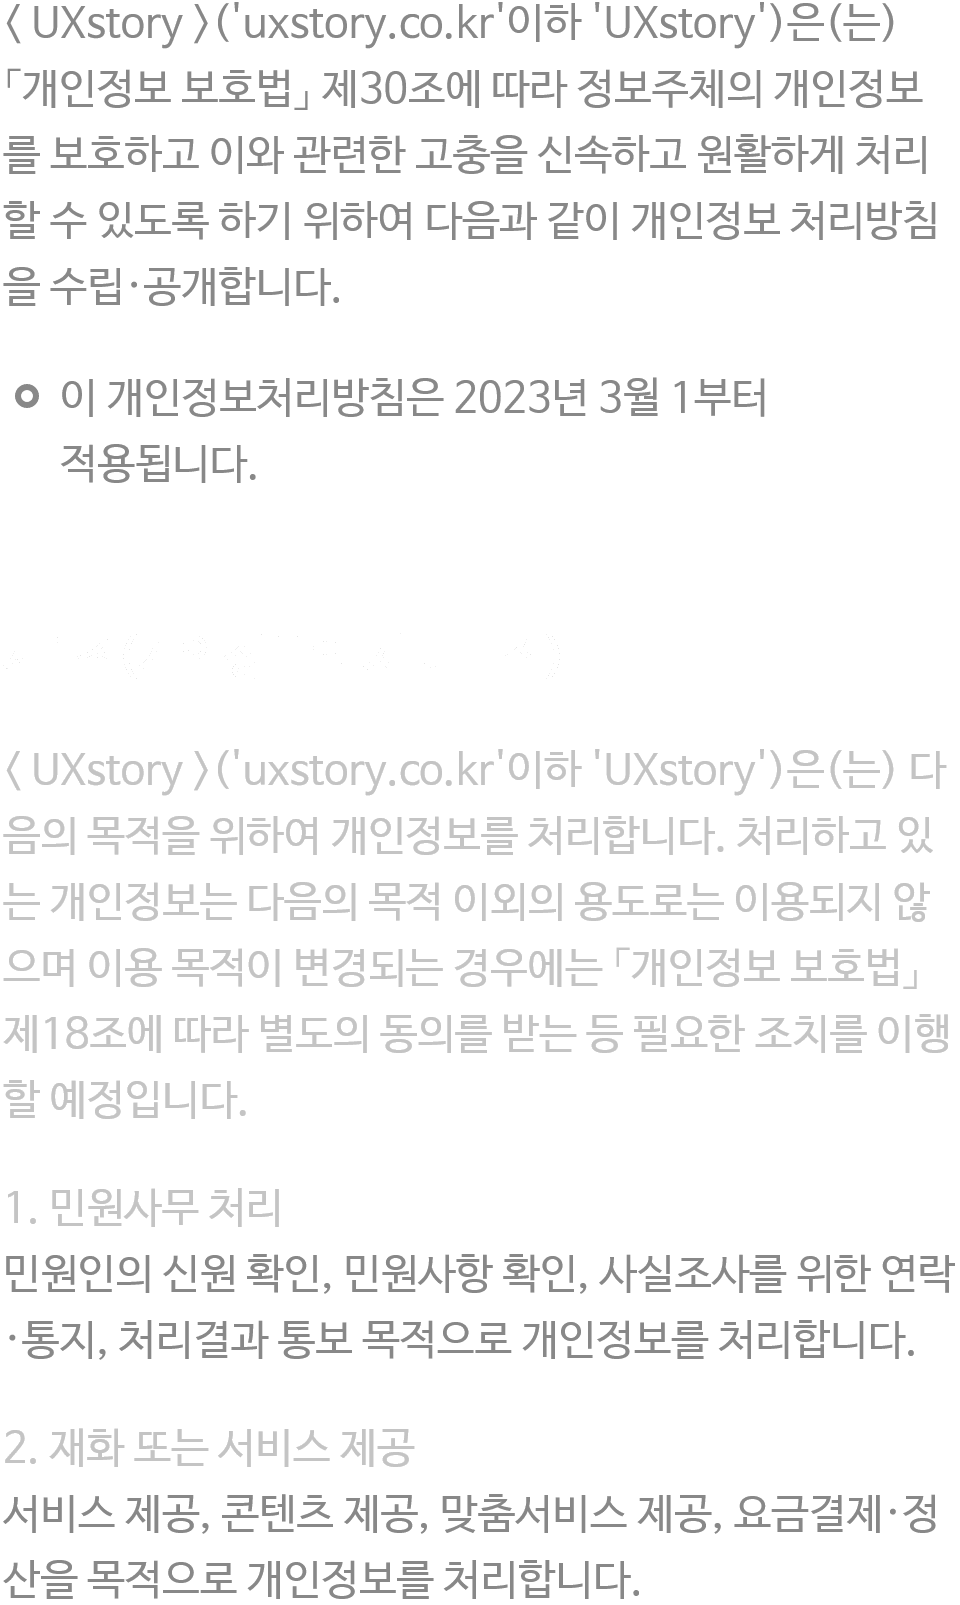 < UXstory >('uxstory.co.kr'이하 'UXstory')은(는)
「개인정보 보호법」 제30조에 따라 정보주체의 개인정보
를 보호하고 이와 관련한 고충을 신속하고 원활하게 처리
할 수 있도록 하기 위하여 다음과 같이 개인정보 처리방침
을 수립·공개합니다.
이 개인정보처리방침은 2023년 3월 1부터
적용됩니다.
< UXstory >('uxstory.co.kr'이하 'UXstory')은(는) 다
음의 목적을 위하여 개인정보를 처리합니다. 처리하고 있
는 개인정보는 다음의 목적 이외의 용도로는 이용되지 않
으며 이용 목적이 변경되는 경우에는 「개인정보 보호법」
제18조에 따라 별도의 동의를 받는 등 필요한 조치를 이행
할 예정입니다.
1. 민원사무 처리
민원인의 신원 확인, 민원사항 확인, 사실조사를 위한 연락
·통지, 처리결과 통보 목적으로 개인정보를 처리합니다.
2. 재화 또는 서비스 제공
서비스 제공, 콘텐츠 제공, 맞춤서비스 제공, 요금결제·정
산을 목적으로 개인정보를 처리합니다.